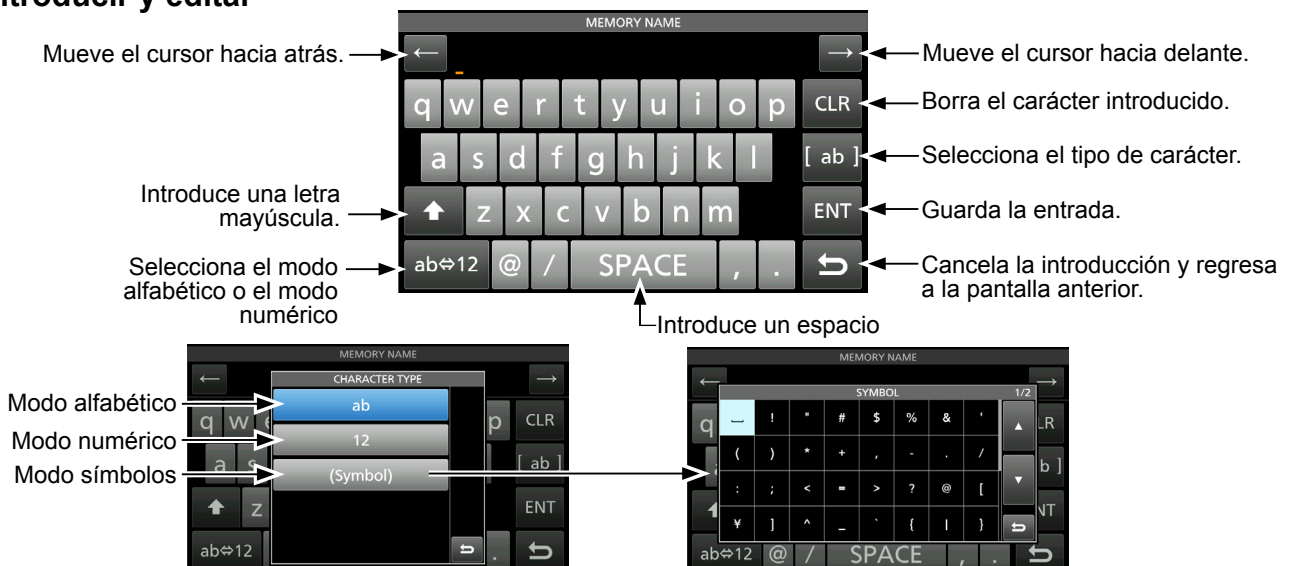 ntroducir y editar
MEMORY NAME
Mueve el cursor hacia atrás.
←
→
Mueve el cursor hacia delante.
q w e r t y u i o p CLR
Borra el carácter introducido.
a s d f g h j k l [ ab ]
Selecciona el tipo de carácter.
Introduce una letra
mayúscula.
z x c v b n m ENT
Guarda la entrada.
Selecciona el modo
alfabético o el modo
numérico
ab⇔12 @ / SPACE , .
Cancela la introducción y regresa
a la pantalla anterior.
Introduce un espacio
MEMORY NAME
← →
CHARACTER TYPE
Modo alfabético
ab
q w e p CLR
Modo numérico
12
a s [ ab ]
Modo símbolos
(Symbol)
z ENT
ab⇔12 .
MEMORY NAME
← →
SYMBOL 1/2
q ! " # $ % & ' LR
( ) * + , - . / b ]
: ; < = > ? @ [
¥ ] ^ _ ` { | } NT
ab⇔12 @ / SPACE , .